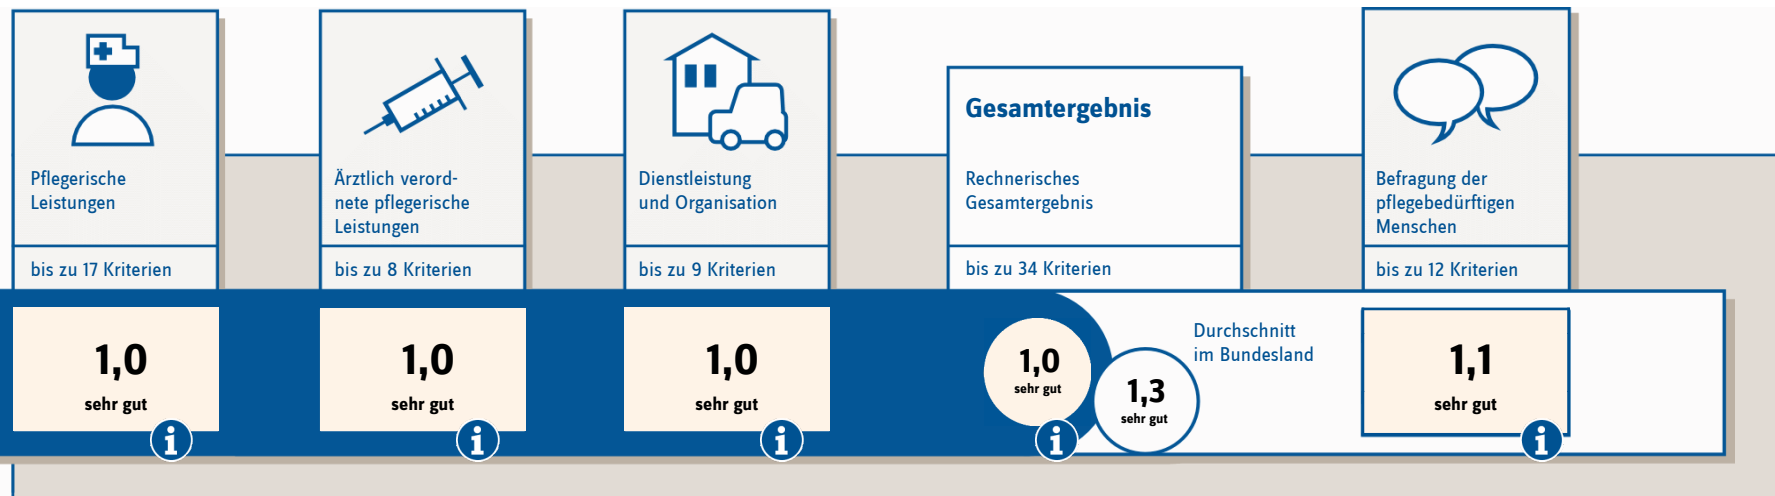 Pflegerische
Leistungen
bis zu 17 Kriterien
1,0
sehr gut
i
Ärztlich verord-
nete pflegerische
Leistungen
bis zu 8 Kriterien
1,0
sehr gut
i
Dienstleistung
und Organisation
bis zu 9 Kriterien
1,0
sehr gut
i
Gesamtergebnis
Rechnerisches
Gesamtergebnis
bis zu 34 Kriterien
1,0
sehr gut
i
1,3
sehr gut
Durchschnitt
im Bundesland
Befragung der
pflegebedürftigen
Menschen
bis zu 12 Kriterien
1,1
sehr gut
i